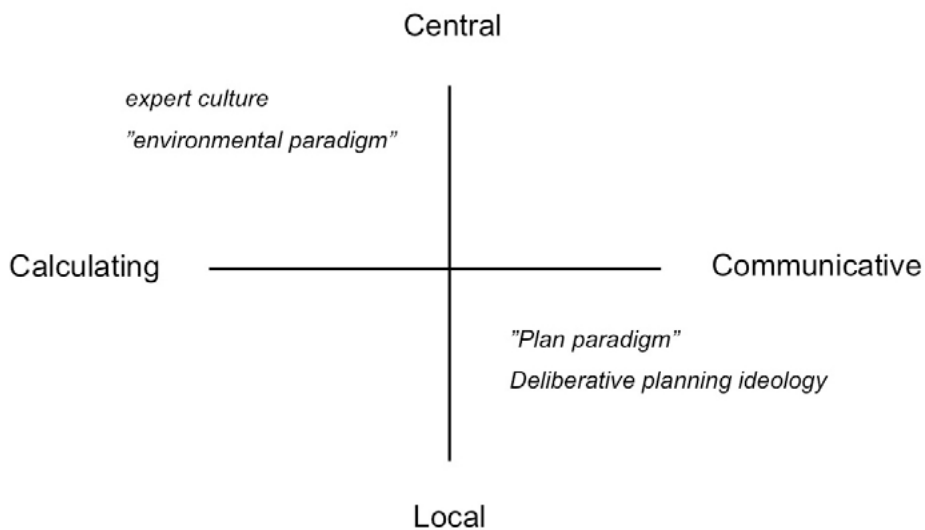 Central
expert culture
”environmental paradigm”
Calculating
Communicative
”Plan paradigm”
Deliberative planning ideology
Local